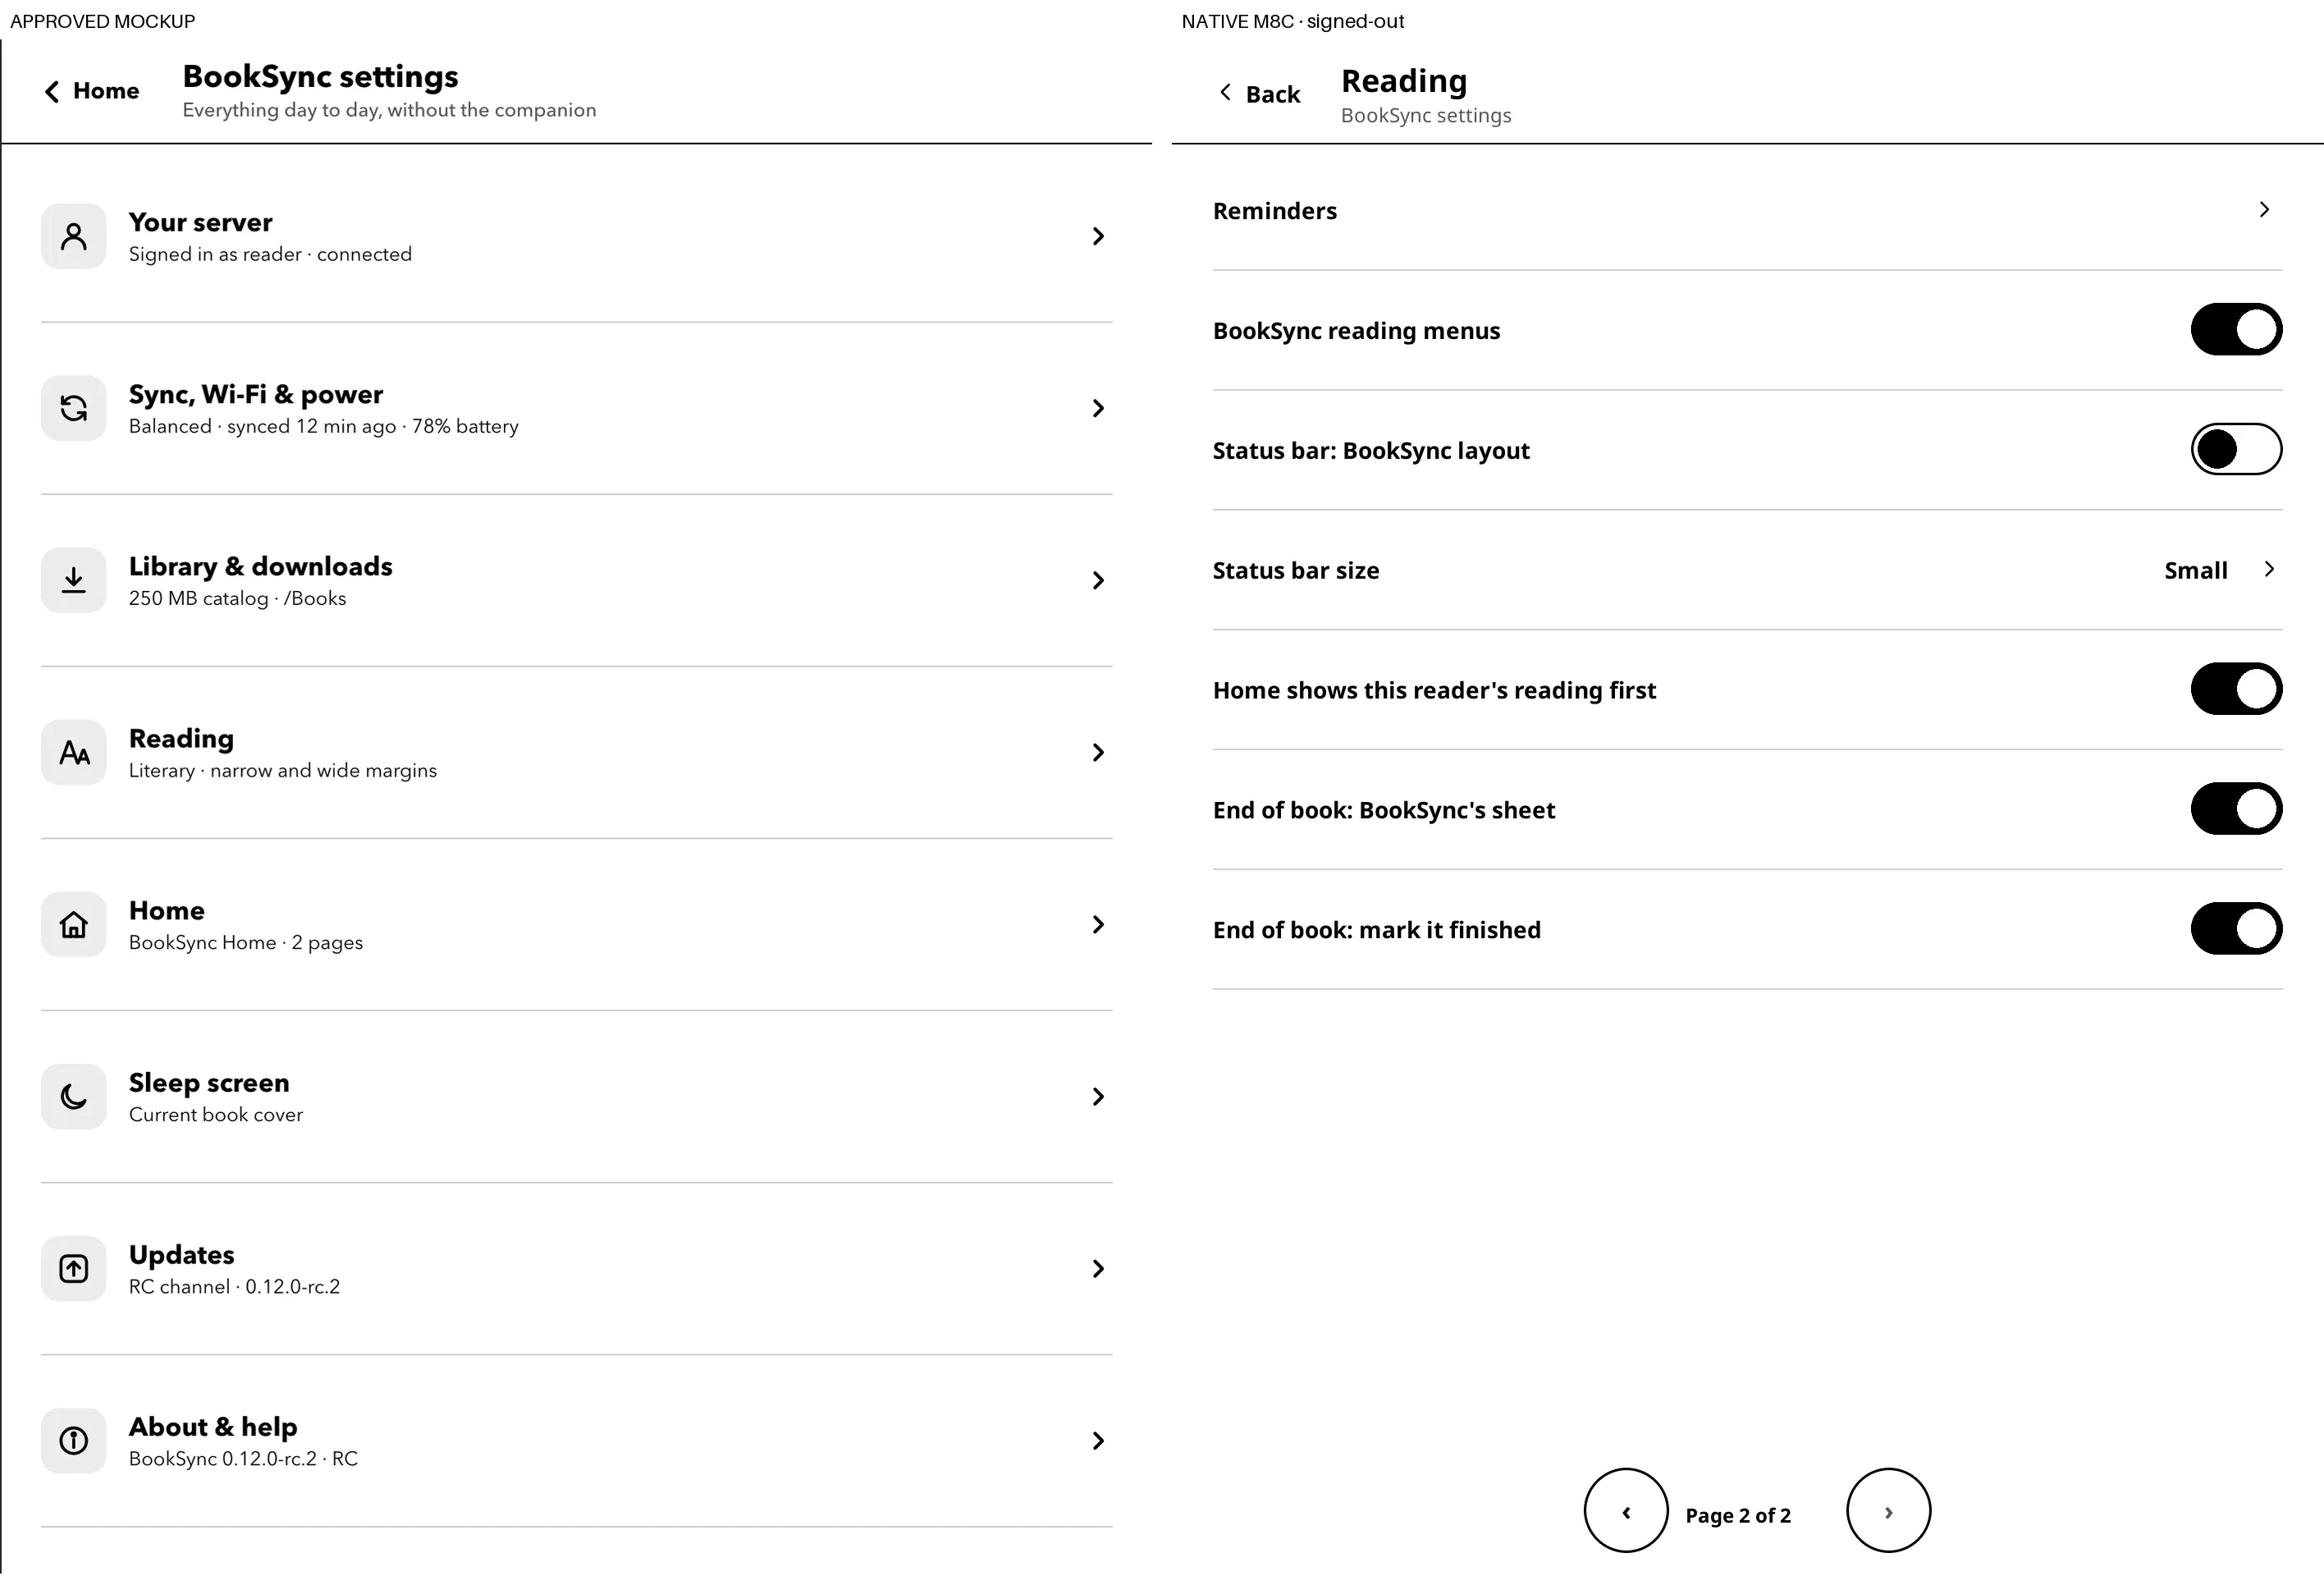 APPROVED MOCKUP
Home
BookSync settings
Everything day to day, without the companion
Your server
Signed in as reader · connected
Sync, Wi-Fi & power
Balanced · synced 12 min ago · 78% battery
Library & downloads
250 MB catalog · /Books
Reading
Literary · narrow and wide margins
Home
BookSync Home · 2 pages
Sleep screen
Current book cover
Updates
RC channel · 0.12.0-rc.2
About & help
BookSync 0.12.0-rc.2 · RC
NATIVE M8C · signed-out
Back
Reading
BookSync settings
Reminders
BookSync reading menus
Status bar: BookSync layout
Status bar size
Small
Home shows this reader's reading first
End of book: BookSync's sheet
End of book: mark it finished
Page 2 of 2